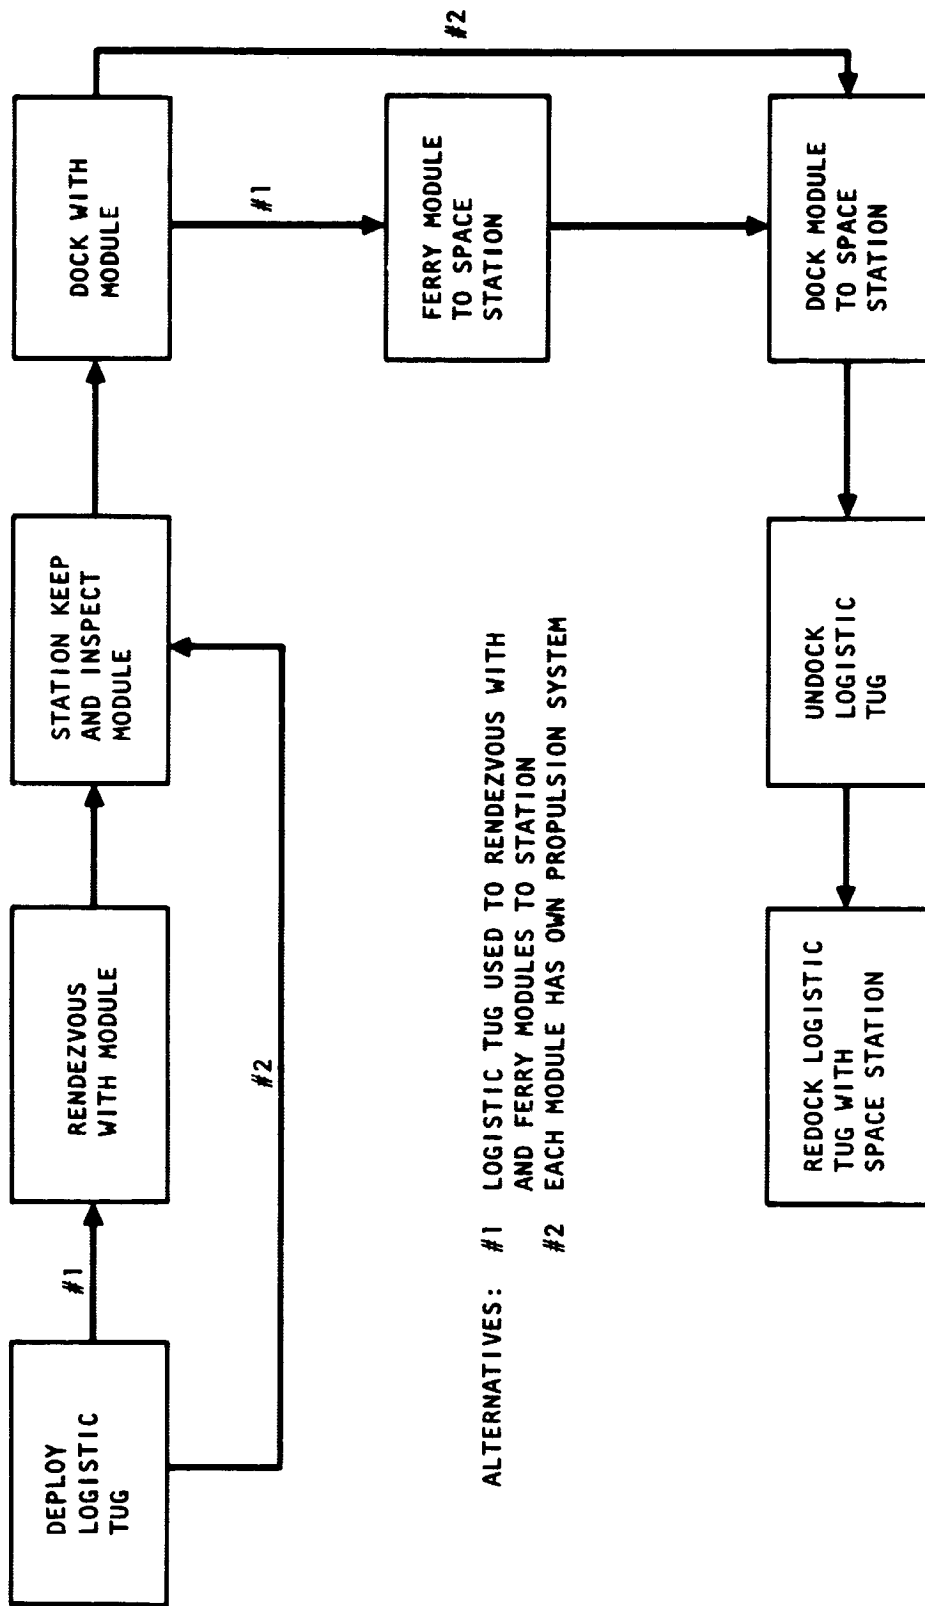 DEPLOY
LOGISTIC
TUG
#1
RENDEZVOUS
WITH MODULE
STATION KEEP
AND INSPECT
MODULE
DOCK WITH
MODULE
#2
#2
#1
FERRY MODULE
TO SPACE
STATION
ALTERNATIVES: #1 LOGISTIC TUG USED TO RENDEZVOUS WITH
AND FERRY MODULES TO STATION
#2 EACH MODULE HAS OWN PROPULSION SYSTEM
REDOCK LOGISTIC
TUG WITH
SPACE STATION
UNDOCK
LOGISTIC
TUG
DOCK MODULE
TO SPACE
STATION